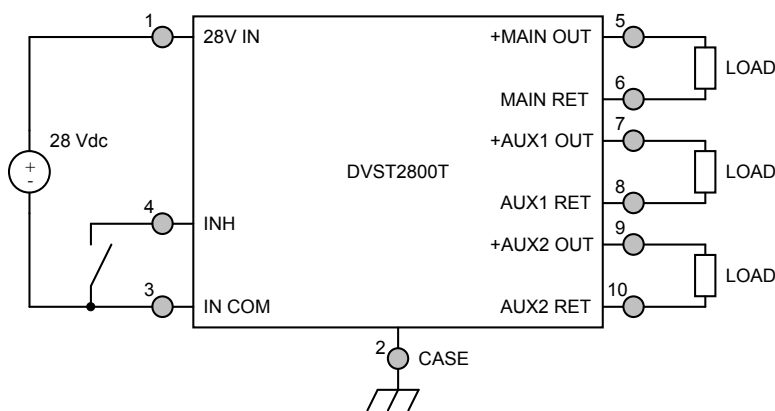 1
28V IN
+MAIN OUT
5
LOAD
MAIN RET
6
28 Vdc
+
-
DVST2800T
+AUX1 OUT
7
LOAD
AUX1 RET
8
4
INH
+AUX2 OUT
9
LOAD
3
IN COM
AUX2 RET
10
2
CASE